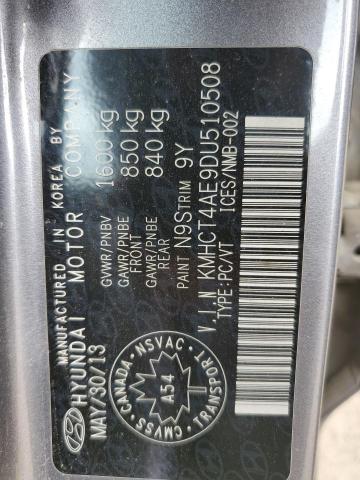 MANUFACTURED IN KOREA BY
HYUNDAI MOTOR COMPANY
MAY/30/13
GVWR/PNBV 1600 kg
GAWR/PNBE FRONT 850 kg
GAWR/PNBE REAR 840 kg
PAINT N9S TRIM 9Y
V.I.N. KMHCT4AE9DU510508
TYPE:PC/VT ICES/NMB-002
CMVSS-CANADA-NSVAC
TRANSPORT
A54